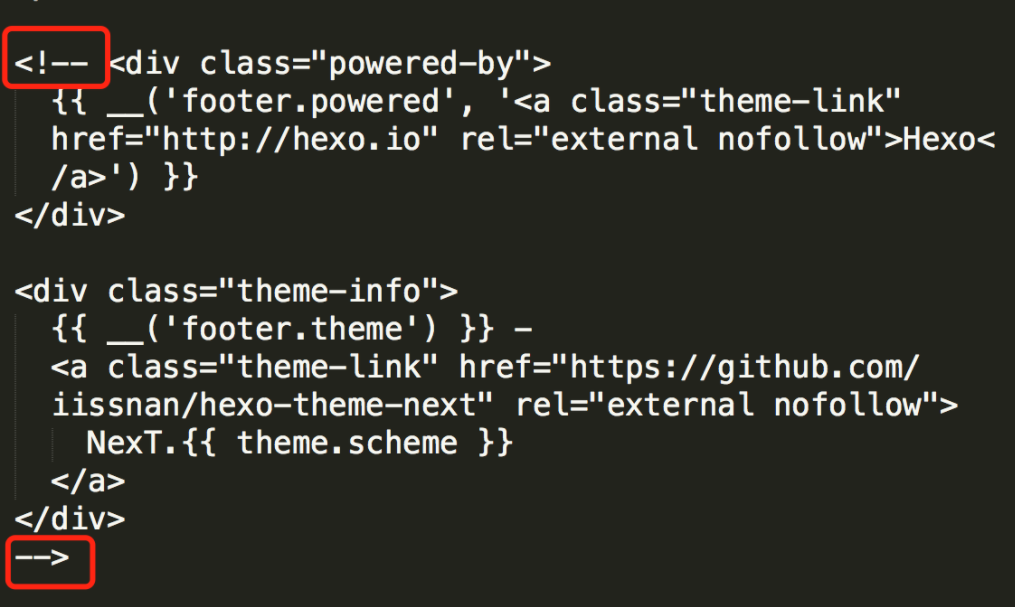 <!-- <div class="powered-by">
{{ __('footer.powered', '<a class="theme-link"
href="http://hexo.io" rel="external nofollow">Hexo<
/a>') }}
</div>
<div class="theme-info">
{{ __('footer.theme') }} -
<a class="theme-link" href="https://github.com/
iissnan/hexo-theme-next" rel="external nofollow">
NexT.{{ theme.scheme }}
</a>
</div>
-->